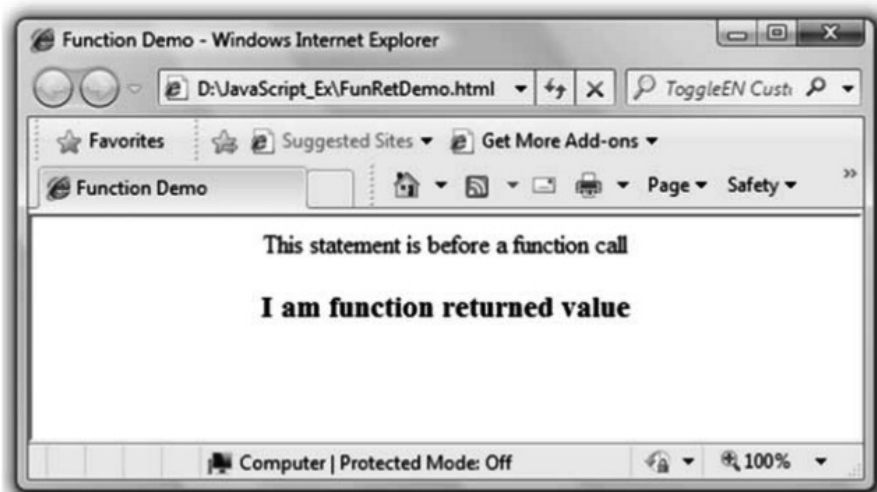 Function Demo - Windows Internet Explorer
D:\JavaScript_Ex\FunRetDemo.html
ToggleEN Cust
Favorites Suggested Sites Get More Add-ons
Function Demo Page Safety »
This statement is before a function call
I am function returned value
Computer | Protected Mode: Off 100%